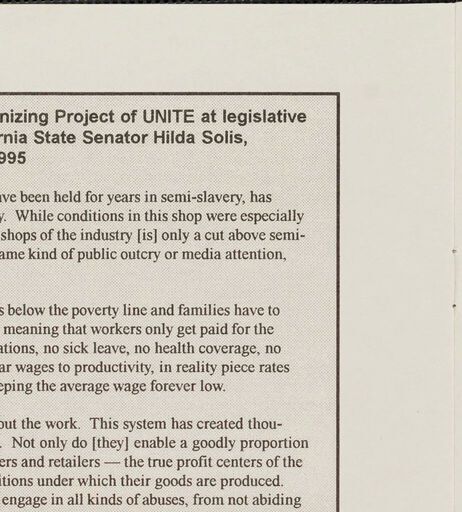 nizing Project of UNITE at legislative
rnia State Senator Hilda Solis,
995
ve been held for years in semi-slavery, has
y. While conditions in this shop were especially
shops of the industry [is] only a cut above semi-
ame kind of public outcry or media attention,
s below the poverty line and families have to
meaning that workers only get paid for the
ations, no sick leave, no health coverage, no
ar wages to productivity, in reality piece rates
eping the average wage forever low.
out the work. This system has created thou-
. Not only do [they] enable a goodly proportion
ers and retailers — the true profit centers of the
itions under which their goods are produced.
engage in all kinds of abuses, from not abiding